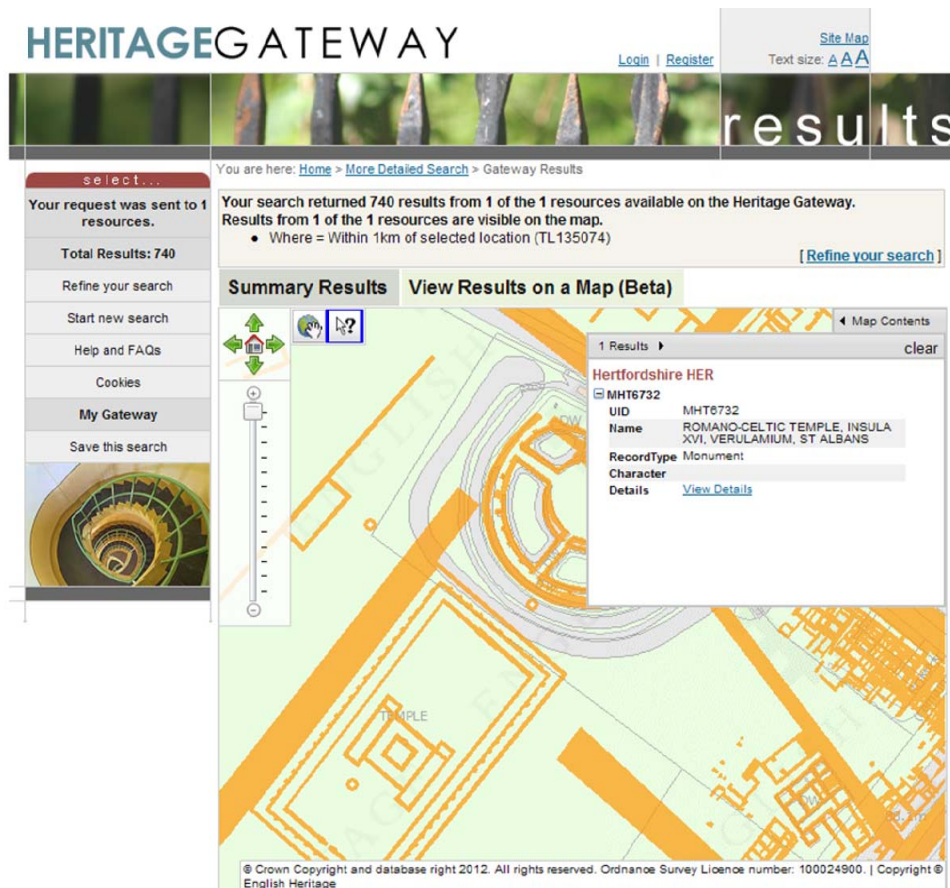 HERITAGEGATEWAY
Login | Register
Site Map
Text size: A A A
results
select...
Your request was sent to 1
resources.
Total Results: 740
Refine your search
Start new search
Help and FAQs
Cookies
My Gateway
Save this search
You are here: Home > More Detailed Search > Gateway Results
Your search returned 740 results from 1 of the 1 resources available on the Heritage Gateway.
Results from 1 of the 1 resources are visible on the map.
• Where = Within 1km of selected location (TL135074)
[ Refine your search ]
Summary Results View Results on a Map (Beta)
Map Contents
1 Results
clear
Hertfordshire HER
MHT6732
UID MHT6732
Name ROMANO-CELTIC TEMPLE, INSULA
XVI, VERULAMIUM, ST ALBANS
RecordType Monument
Character
Details View Details
TEMPLE
© Crown Copyright and database right 2012. All rights reserved. Ordnance Survey Licence number: 100024900. | Copyright ©
English Heritage